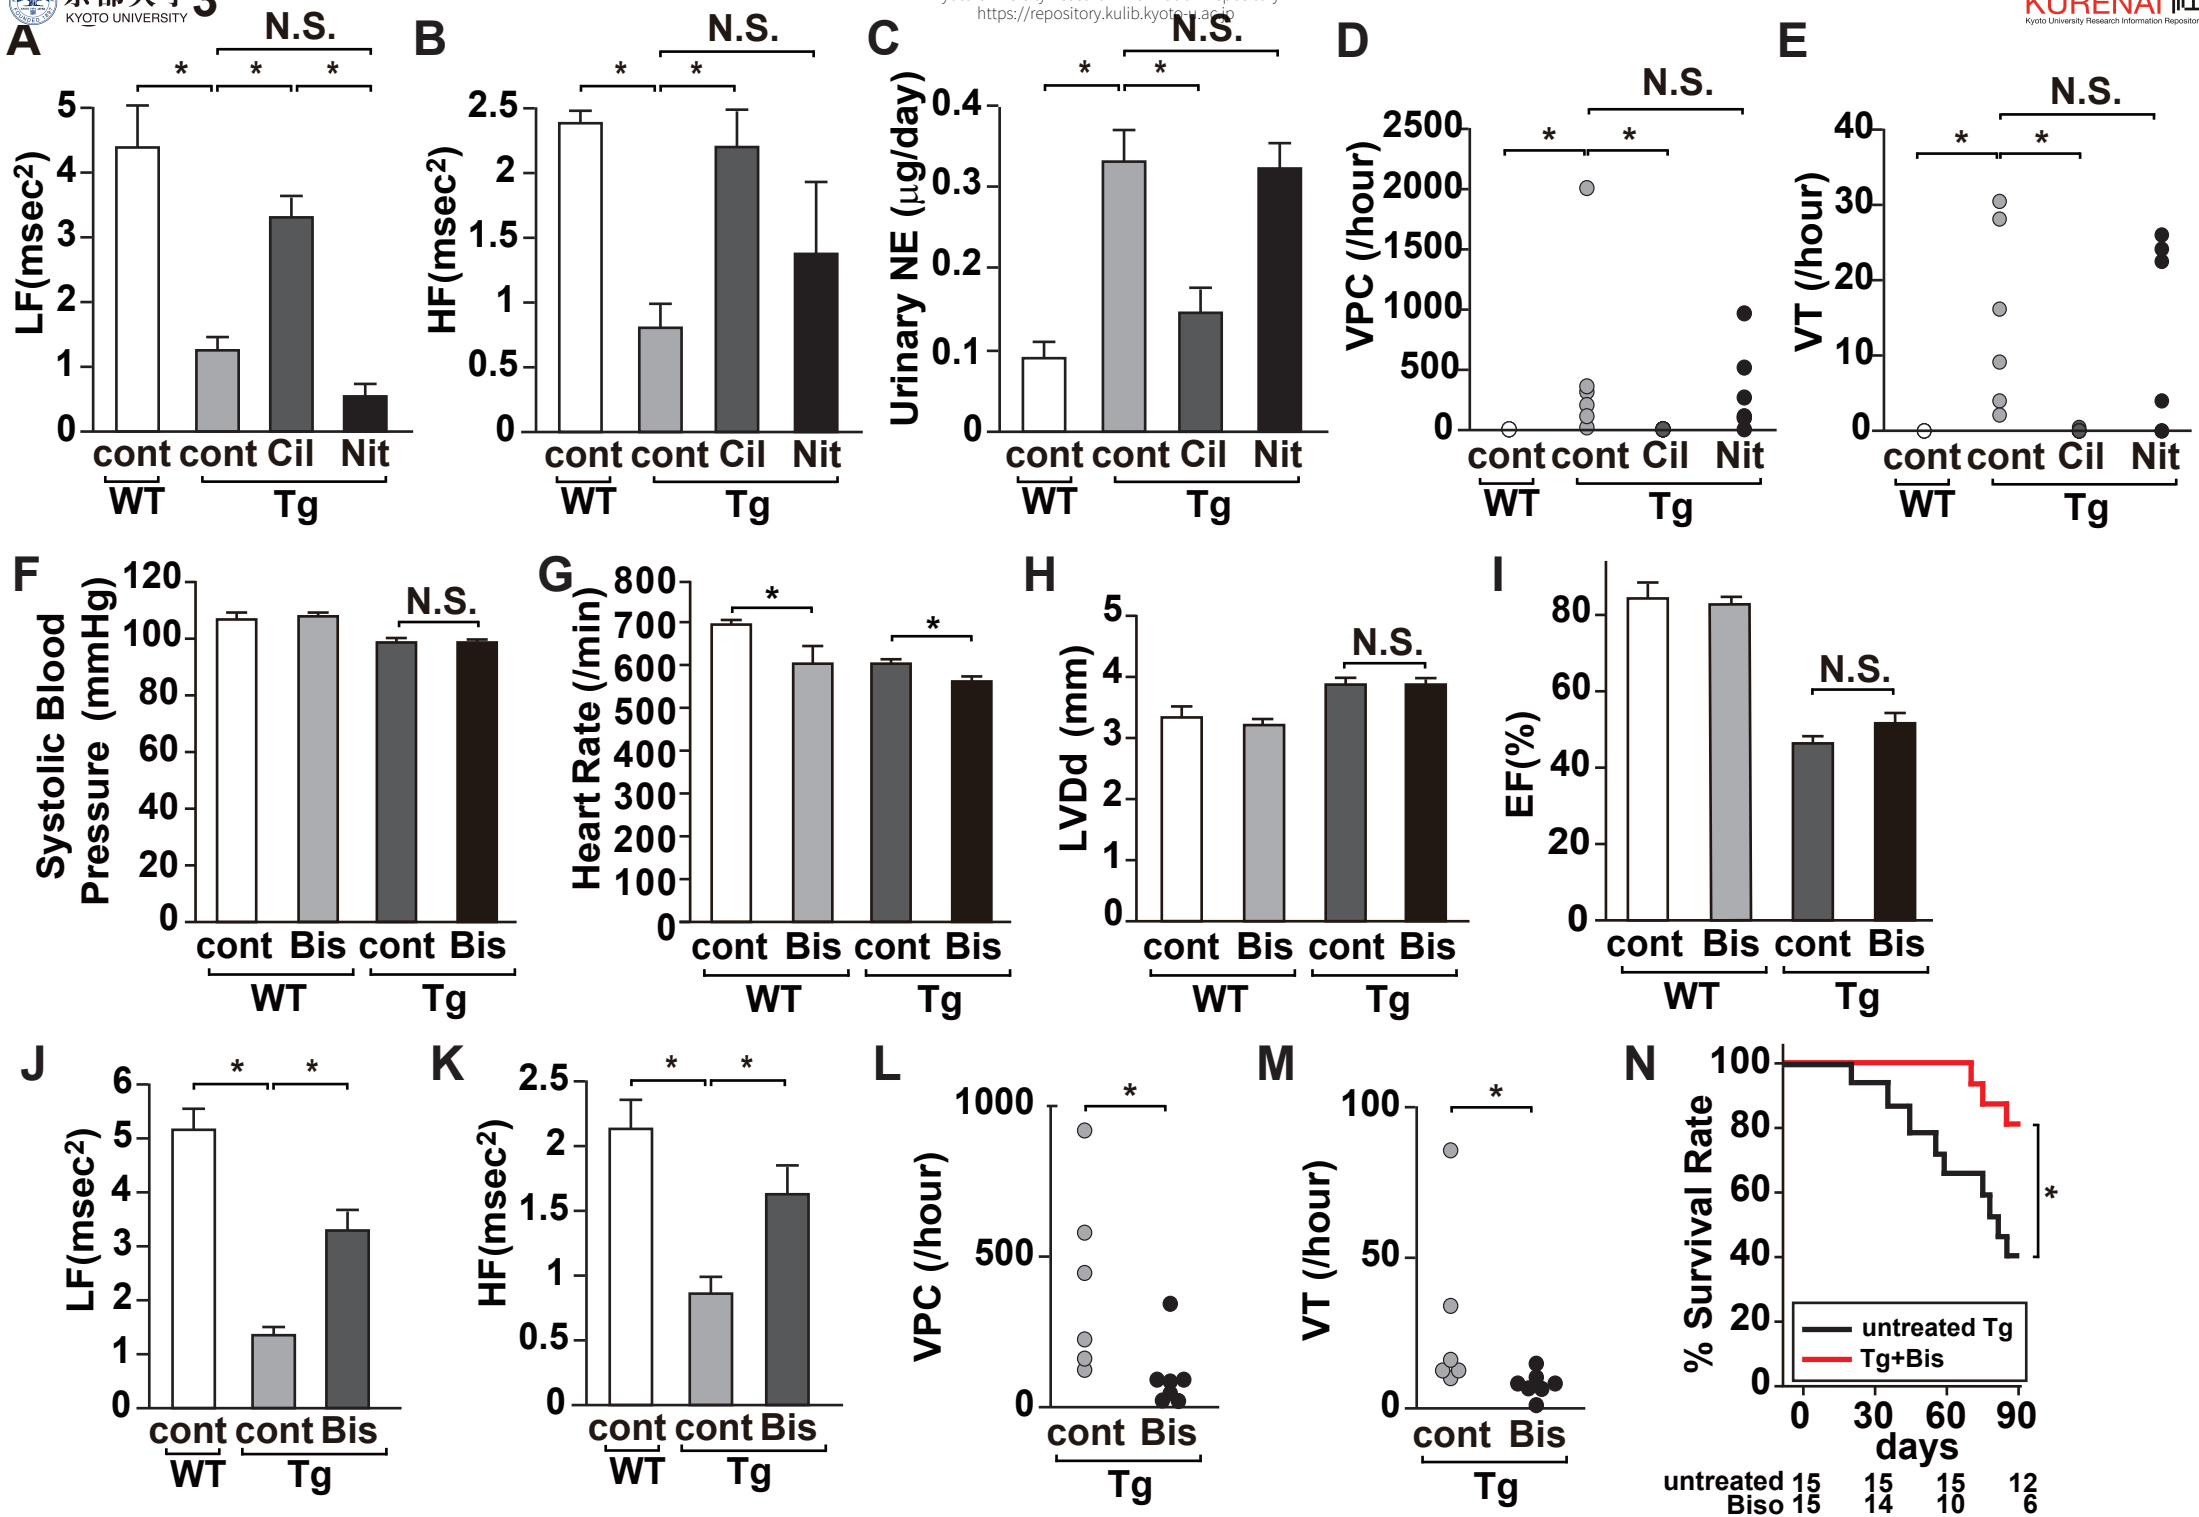 KYOTO UNIVERSITY
3
https://repository.kulib.kyoto-u.ac.jp
KURENAI
Kyoto University Research Information Repository
A
N.S.
*
*
*
LF(msec²)
5
4
3
2
1
0
cont cont Cil Nit
WT Tg
B
N.S.
*
*
HF(msec²)
2.5
2
1.5
1
0.5
0
cont cont Cil Nit
WT Tg
C
N.S.
*
*
Urinary NE (μg/day)
0.4
0.3
0.2
0.1
0
cont cont Cil Nit
WT Tg
D
N.S.
*
*
VPC (/hour)
2500
2000
1500
1000
500
0
cont cont Cil Nit
WT Tg
E
N.S.
*
*
VT (/hour)
40
30
20
10
0
cont cont Cil Nit
WT Tg
F
Systolic Blood
Pressure (mmHg)
120
100
80
60
40
20
0
N.S.
cont Bis cont Bis
WT Tg
G
Heart Rate (/min)
800
700
600
500
400
300
200
100
0
*
*
cont Bis cont Bis
WT Tg
H
LVDd (mm)
5
4
3
2
1
0
N.S.
cont Bis cont Bis
WT Tg
I
EF(%)
80
60
40
20
0
N.S.
cont Bis cont Bis
WT Tg
J
*
*
LF(msec²)
6
5
4
3
2
1
0
cont cont Bis
WT Tg
K
*
*
HF(msec²)
2.5
2
1.5
1
0.5
0
cont cont Bis
WT Tg
L
*
VPC (/hour)
1000
500
0
cont Bis
Tg
M
*
VT (/hour)
100
50
0
cont Bis
Tg
N
% Survival Rate
100
80
60
40
20
0
*
untreated Tg
Tg+Bis
0 30 60 90
days
untreated 15 15 15 12
Biso 15 14 10 6